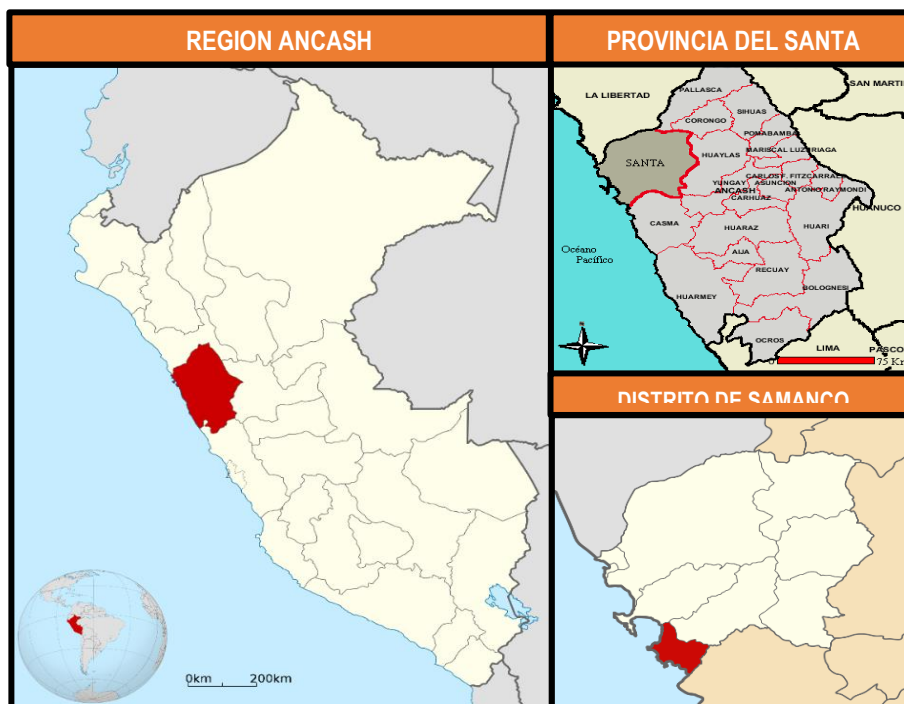 REGION ANCASH
0km 200km
PROVINCIA DEL SANTA
SAN MARTI
LA LIBERTAD
PALLASCA
SIHUAS
CORONGO
POMABAMBA
MARISCAL LUZURIAGA
SANTA
HUAYLAS
CARLOS F. FITZCARRAL
YUNGAY
ASUNCION
ANTONIO RAYMONDI
ANCASH
CARHUAZ
HUANUCO
CASMA
HUARAZ
HUARI
Océano
Pacífico
AIJA
RECUAY
HUARMEY
BOLOGNESI
OCROS
LIMA
PASCO
0 75 Km
DISTRITO DE SAMANCO